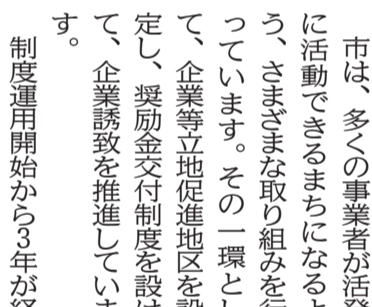 市は、多くの事業者が活発
に活動できるまちになるよ
う、さまざまな取り組みを行
っています。その一環とし
て、企業等立地促進地区を設
定し、奨励金交付制度を設け
て、企業誘致を推進していま
す。
制度運用開始から3年が経